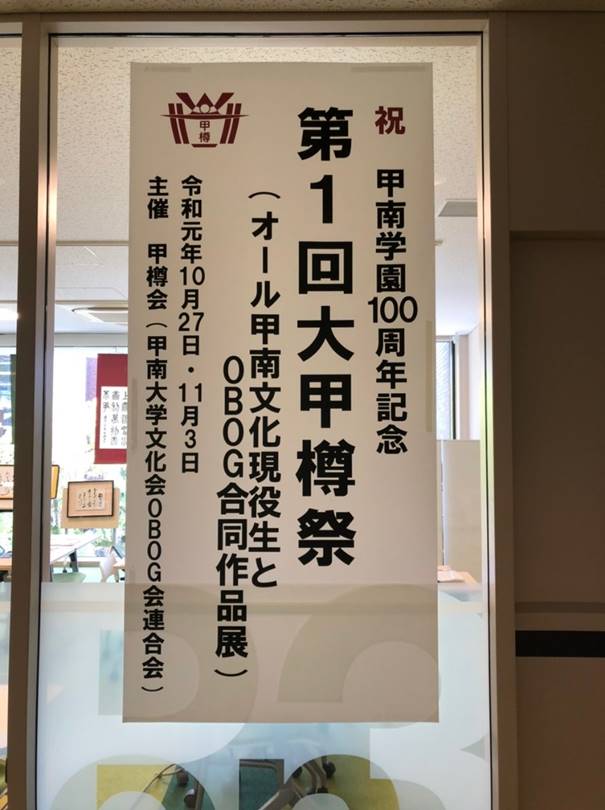 祝 甲南学園100周年記念
第1回大甲樽祭
(オール甲南文化現役生と
OBOG合同作品展)
令和元年10月27日・11月3日
主催 甲樽会(甲南大学文化会OBOG会連合会)
甲樽